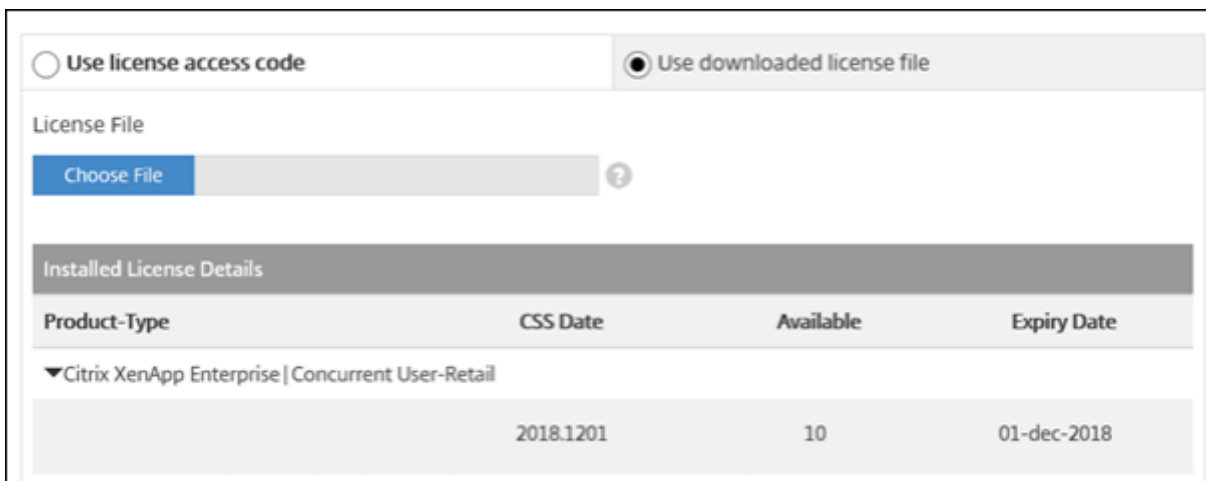 Use license access code Use downloaded license file
License File
Choose File ?
Installed License Details
Product-Type CSS Date Available Expiry Date
Citrix XenApp Enterprise|Concurrent User-Retail
2018.1201 10 01-dec-2018